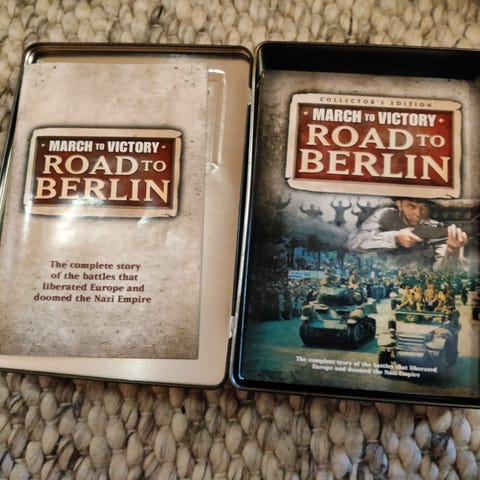 MARCH TO VICTORY
ROAD TO
BERLIN
The complete story
of the battles that
liberated Europe and
doomed the Nazi Empire
COLLECTOR'S EDITION
MARCH TO VICTORY
ROAD TO
BERLIN
The complete story of the battles that liberated
Europe and doomed the Nazi Empire